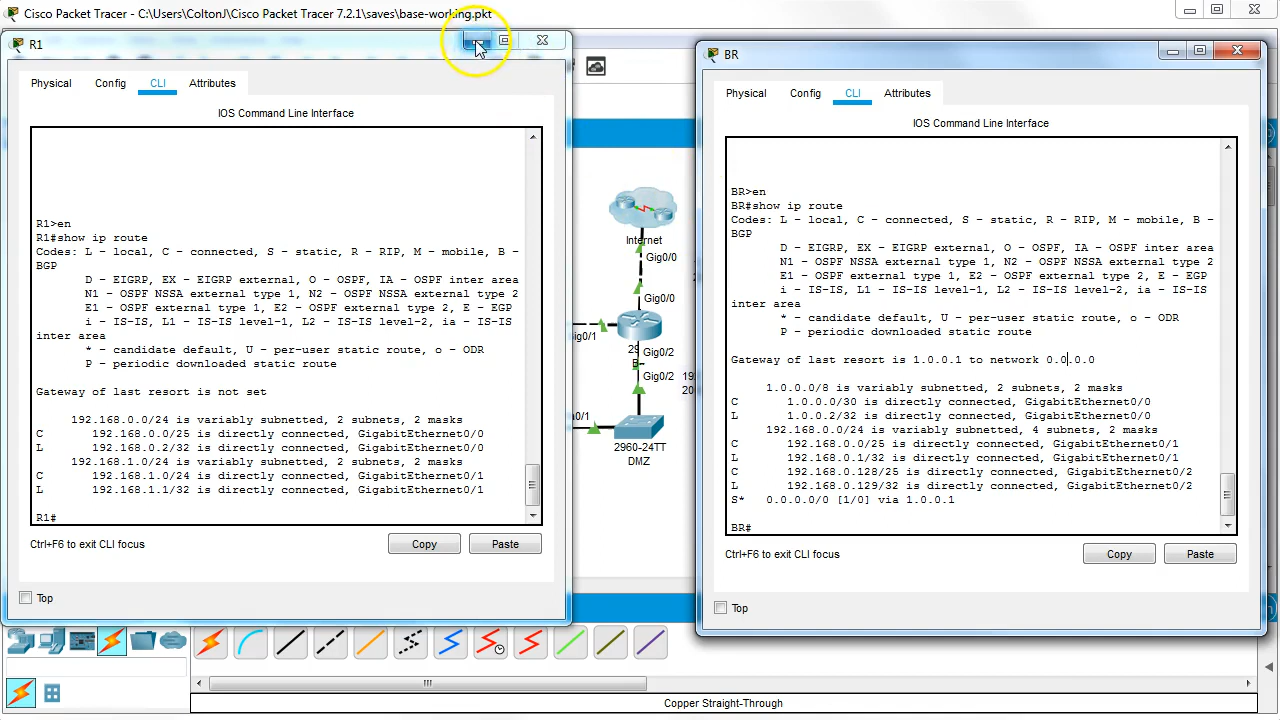 Cisco Packet Tracer - C:\Users\ColtonJ\Cisco Packet Tracer 7.2.1\saves\base-working.pkt
R1
Physical Config CLI Attributes
IOS Command Line Interface
R1>en
R1#show ip route
Codes: L - local, C - connected, S - static, R - RIP, M - mobile, B -
BGP
D - EIGRP, EX - EIGRP external, O - OSPF, IA - OSPF inter area
N1 - OSPF NSSA external type 1, N2 - OSPF NSSA external type 2
E1 - OSPF external type 1, E2 - OSPF external type 2, E - EGP
i - IS-IS, L1 - IS-IS level-1, L2 - IS-IS level-2, ia - IS-IS
inter area
* - candidate default, U - per-user static route, o - ODR
P - periodic downloaded static route
Gateway of last resort is not set
192.168.0.0/24 is variably subnetted, 2 subnets, 2 masks
C 192.168.0.0/25 is directly connected, GigabitEthernet0/0
L 192.168.0.2/32 is directly connected, GigabitEthernet0/0
192.168.1.0/24 is variably subnetted, 2 subnets, 2 masks
C 192.168.1.0/24 is directly connected, GigabitEthernet0/1
L 192.168.1.1/32 is directly connected, GigabitEthernet0/1
R1#
Ctrl+F6 to exit CLI focus
Copy Paste
Top
Internet
Gig0/0
Gig0/0
Gig0/1
29
Gig0/2
Gig0/2
0/1
2960-24TT
DMZ
19
20
BR
Physical Config CLI Attributes
IOS Command Line Interface
BR>en
BR#show ip route
Codes: L - local, C - connected, S - static, R - RIP, M - mobile, B -
BGP
D - EIGRP, EX - EIGRP external, O - OSPF, IA - OSPF inter area
N1 - OSPF NSSA external type 1, N2 - OSPF NSSA external type 2
E1 - OSPF external type 1, E2 - OSPF external type 2, E - EGP
i - IS-IS, L1 - IS-IS level-1, L2 - IS-IS level-2, ia - IS-IS
inter area
* - candidate default, U - per-user static route, o - ODR
P - periodic downloaded static route
Gateway of last resort is 1.0.0.1 to network 0.0.0.0
1.0.0.0/8 is variably subnetted, 2 subnets, 2 masks
C 1.0.0.0/30 is directly connected, GigabitEthernet0/0
L 1.0.0.2/32 is directly connected, GigabitEthernet0/0
192.168.0.0/24 is variably subnetted, 4 subnets, 2 masks
C 192.168.0.0/25 is directly connected, GigabitEthernet0/1
L 192.168.0.1/32 is directly connected, GigabitEthernet0/1
C 192.168.0.128/25 is directly connected, GigabitEthernet0/2
L 192.168.0.129/32 is directly connected, GigabitEthernet0/2
S* 0.0.0.0/0 [1/0] via 1.0.0.1
BR#
Ctrl+F6 to exit CLI focus
Copy Paste
Top
Copper Straight-Through